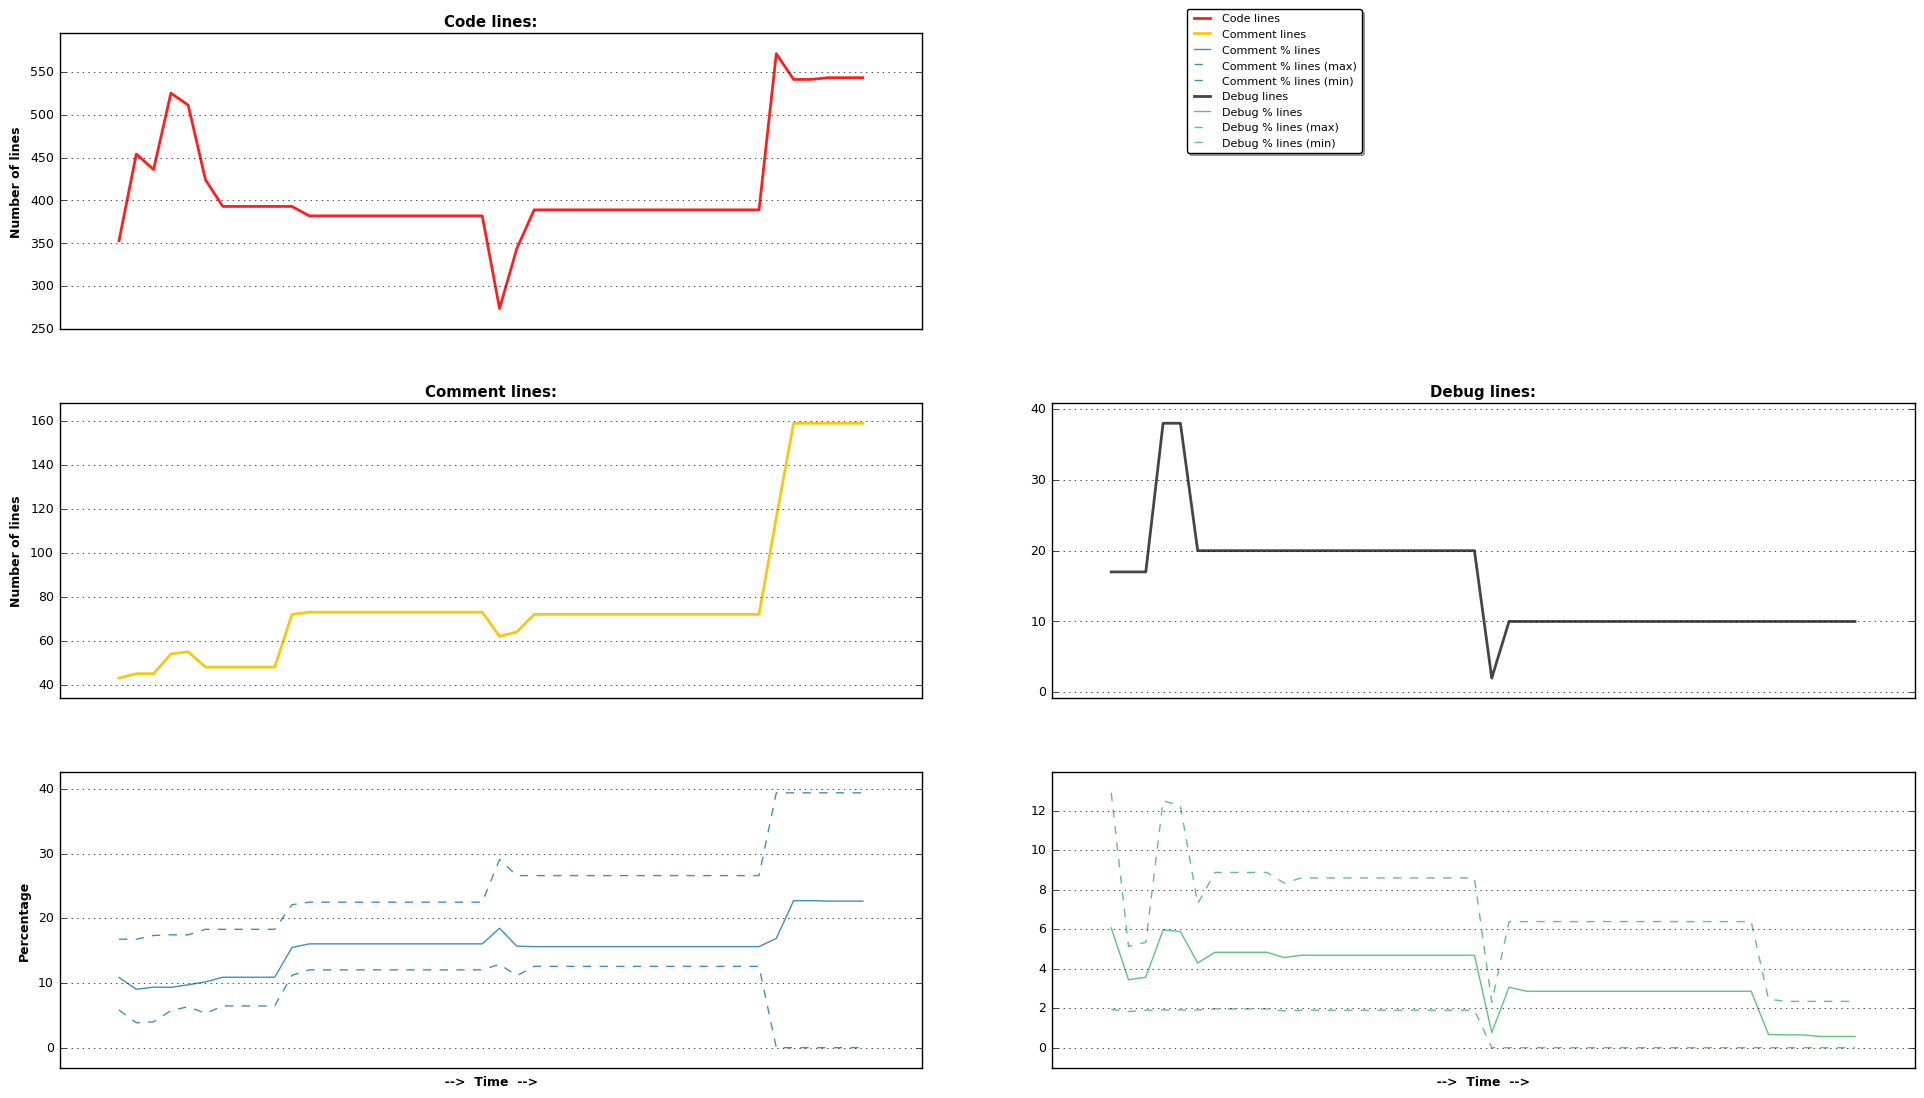 Code lines:
Number of lines
550
500
450
400
350
300
250
Code lines
Comment lines
Comment % lines
Comment % lines (max)
Comment % lines (min)
Debug lines
Debug % lines
Debug % lines (max)
Debug % lines (min)
Comment lines:
Number of lines
160
140
120
100
80
60
40
Debug lines:
40
30
20
10
0
Percentage
40
30
20
10
0
--> Time -->
12
10
8
6
4
2
0
--> Time -->